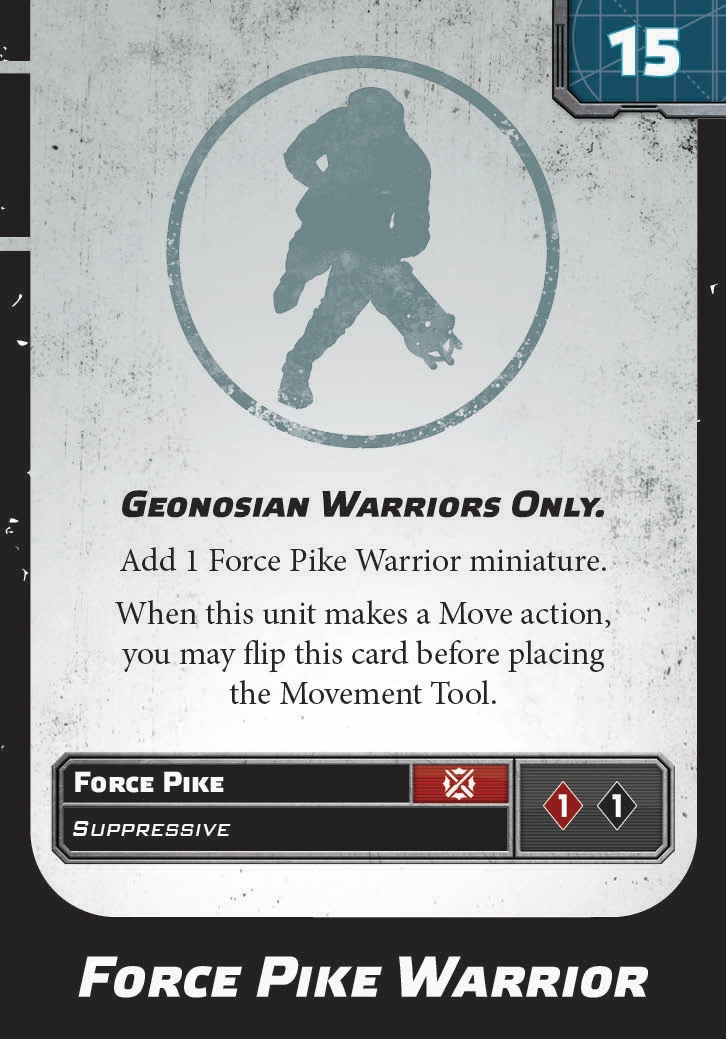 15
Geonosian Warriors Only.
Add 1 Force Pike Warrior miniature.
When this unit makes a Move action,
you may flip this card before placing
the Movement Tool.
Force Pike
Suppressive
1 1
Force Pike Warrior